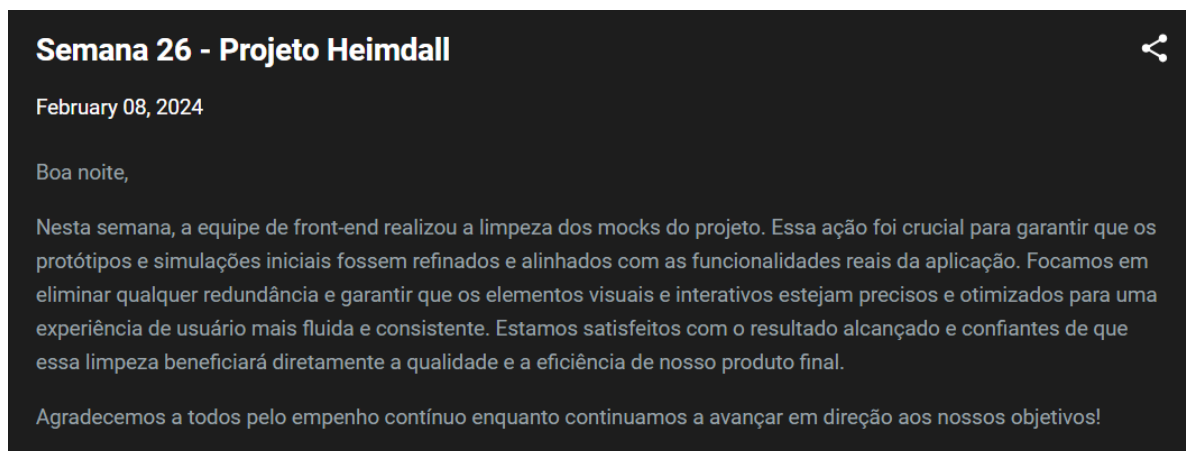 Semana 26 - Projeto Heimdall
February 08, 2024
Boa noite,
Nesta semana, a equipe de front-end realizou a limpeza dos mocks do projeto. Essa ação foi crucial para garantir que os
protótipos e simulações iniciais fossem refinados e alinhados com as funcionalidades reais da aplicação. Focamos em
eliminar qualquer redundância e garantir que os elementos visuais e interativos estejam precisos e otimizados para uma
experiência de usuário mais fluida e consistente. Estamos satisfeitos com o resultado alcançado e confiantes de que
essa limpeza beneficiará diretamente a qualidade e a eficiência de nosso produto final.
Agradecemos a todos pelo empenho contínuo enquanto continuamos a avançar em direção aos nossos objetivos!